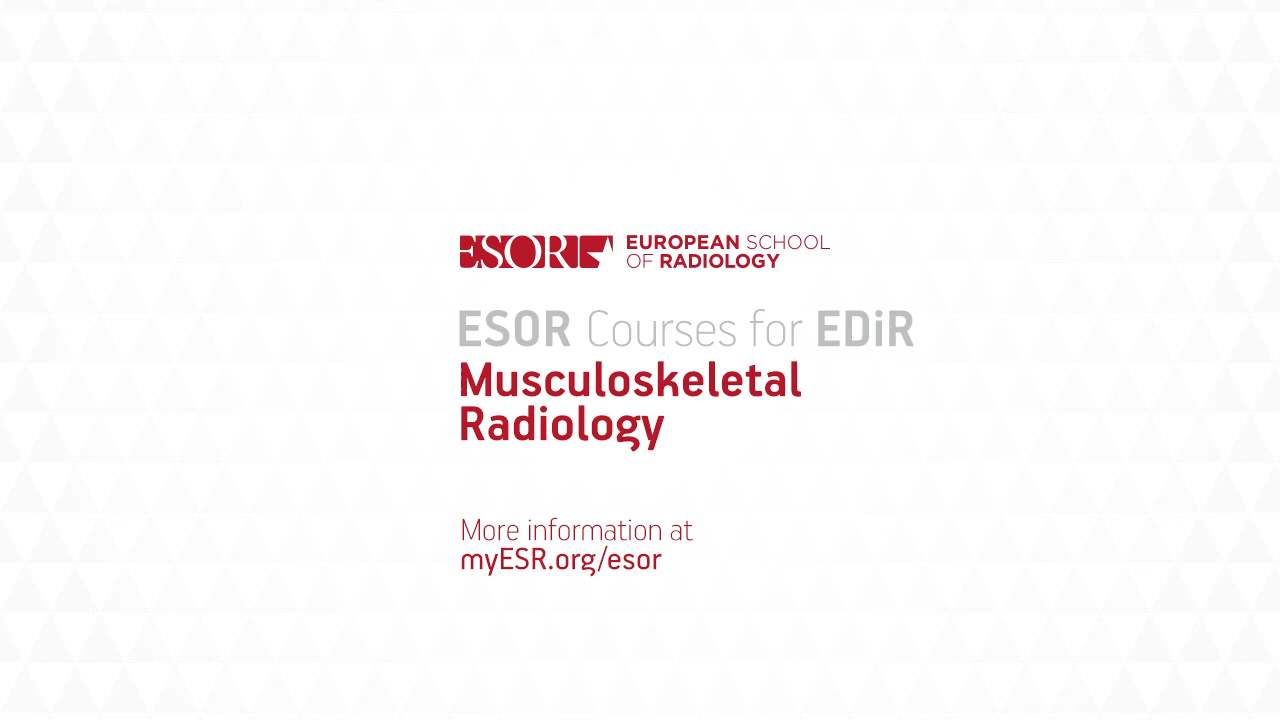 ESOR EUROPEAN SCHOOL
OF RADIOLOGY
ESOR Courses for EDiR
Musculoskeletal
Radiology
More information at
myESR.org/esor